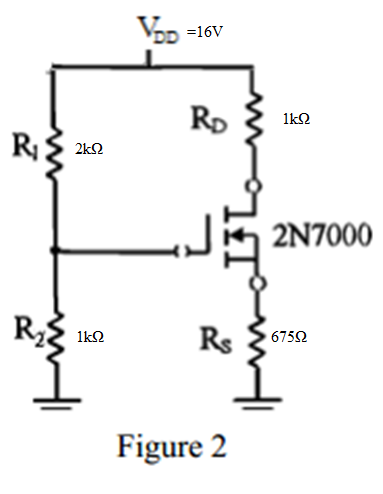 VDD =16V
RD 1kΩ
R1 2kΩ
2N7000
R2 1kΩ
RS 675Ω
Figure 2